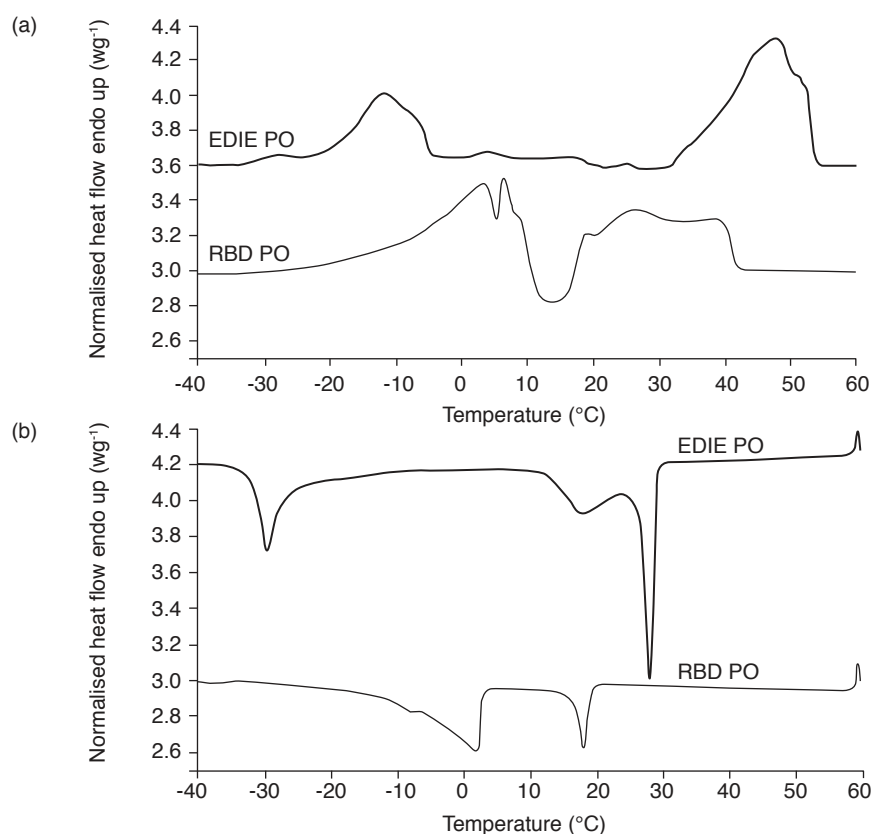 (a)
Normalised heat flow endo up (wg⁻¹)
4.4
4.2
4.0
3.8
3.6
3.4
3.2
3.0
2.8
2.6
EDIE PO
RBD PO
-40 -30 -20 -10 0 10 20 30 40 50 60
Temperature (°C)
(b)
Normalised heat flow endo up (wg⁻¹)
4.4
4.2
4.0
3.8
3.6
3.4
3.2
3.0
2.8
2.6
EDIE PO
RBD PO
-40 -30 -20 -10 0 10 20 30 40 50 60
Temperature (°C)